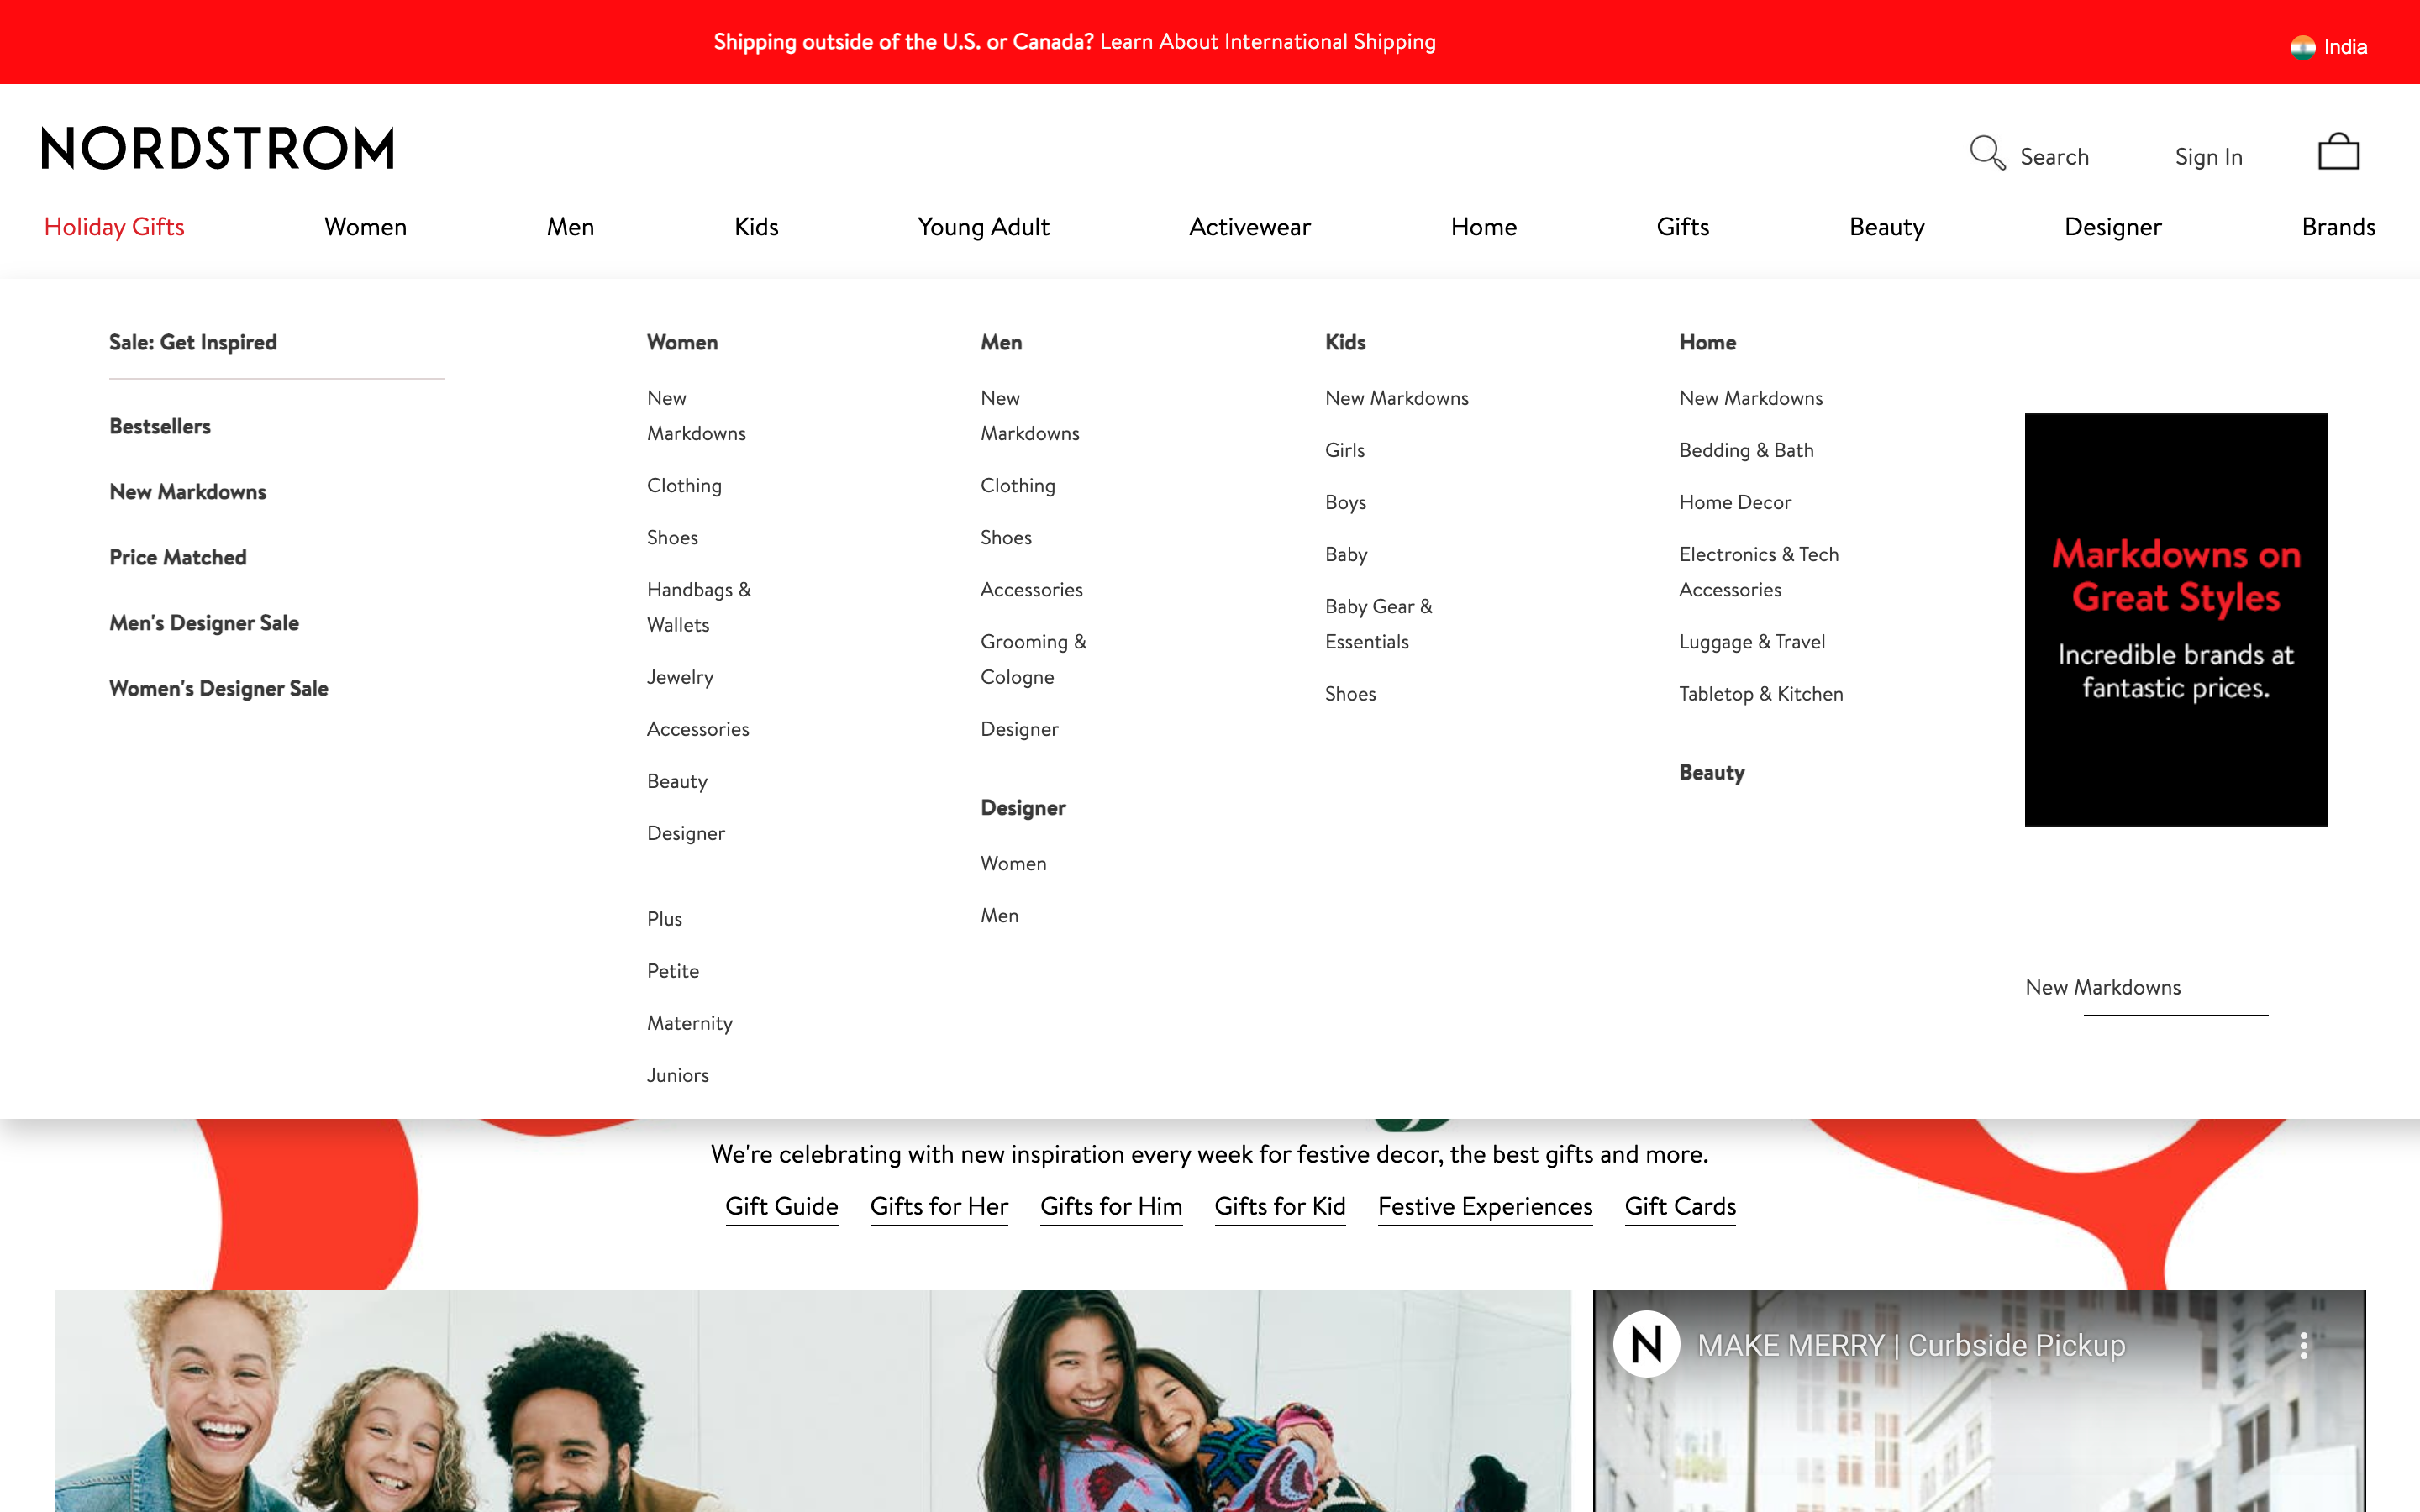 Shipping outside of the U.S. or Canada? Learn About International Shipping
India
NORDSTROM
Search
Sign In
Holiday Gifts
Women
Men
Kids
Young Adult
Activewear
Home
Gifts
Beauty
Designer
Brands
Sale: Get Inspired
Bestsellers
New Markdowns
Price Matched
Men's Designer Sale
Women's Designer Sale
Women
New
Markdowns
Clothing
Shoes
Handbags &
Wallets
Jewelry
Accessories
Beauty
Designer
Plus
Petite
Maternity
Juniors
Men
New
Markdowns
Clothing
Shoes
Accessories
Grooming &
Cologne
Designer
Designer
Women
Men
Kids
New Markdowns
Girls
Boys
Baby
Baby Gear &
Essentials
Shoes
Home
New Markdowns
Bedding & Bath
Home Decor
Electronics & Tech
Accessories
Luggage & Travel
Tabletop & Kitchen
Beauty
Markdowns on
Great Styles
Incredible brands at
fantastic prices.
New Markdowns
We're celebrating with new inspiration every week for festive decor, the best gifts and more.
Gift Guide
Gifts for Her
Gifts for Him
Gifts for Kid
Festive Experiences
Gift Cards
N
MAKE MERRY | Curbside Pickup